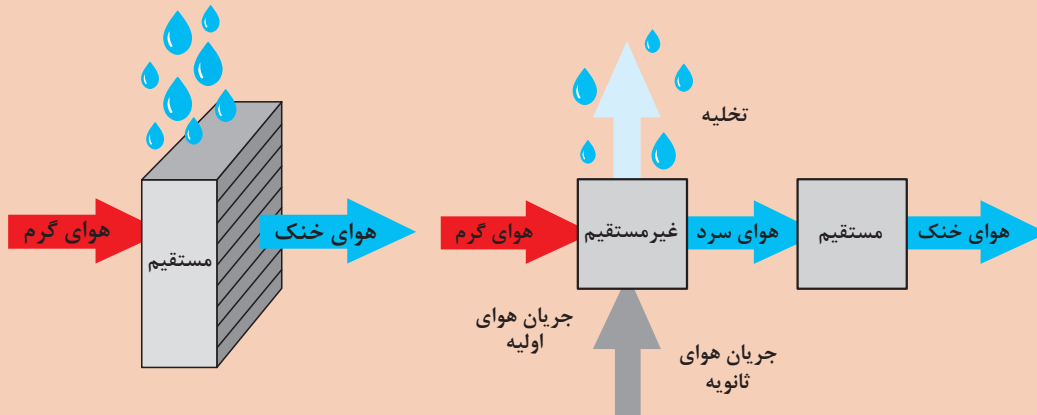 تخلیه
هوای گرم
مستقیم
هوای خنک
هوای گرم
غیرمستقیم
هوای سرد
مستقیم
هوای خنک
جریان هوای
اولیه
جریان هوای
ثانویه